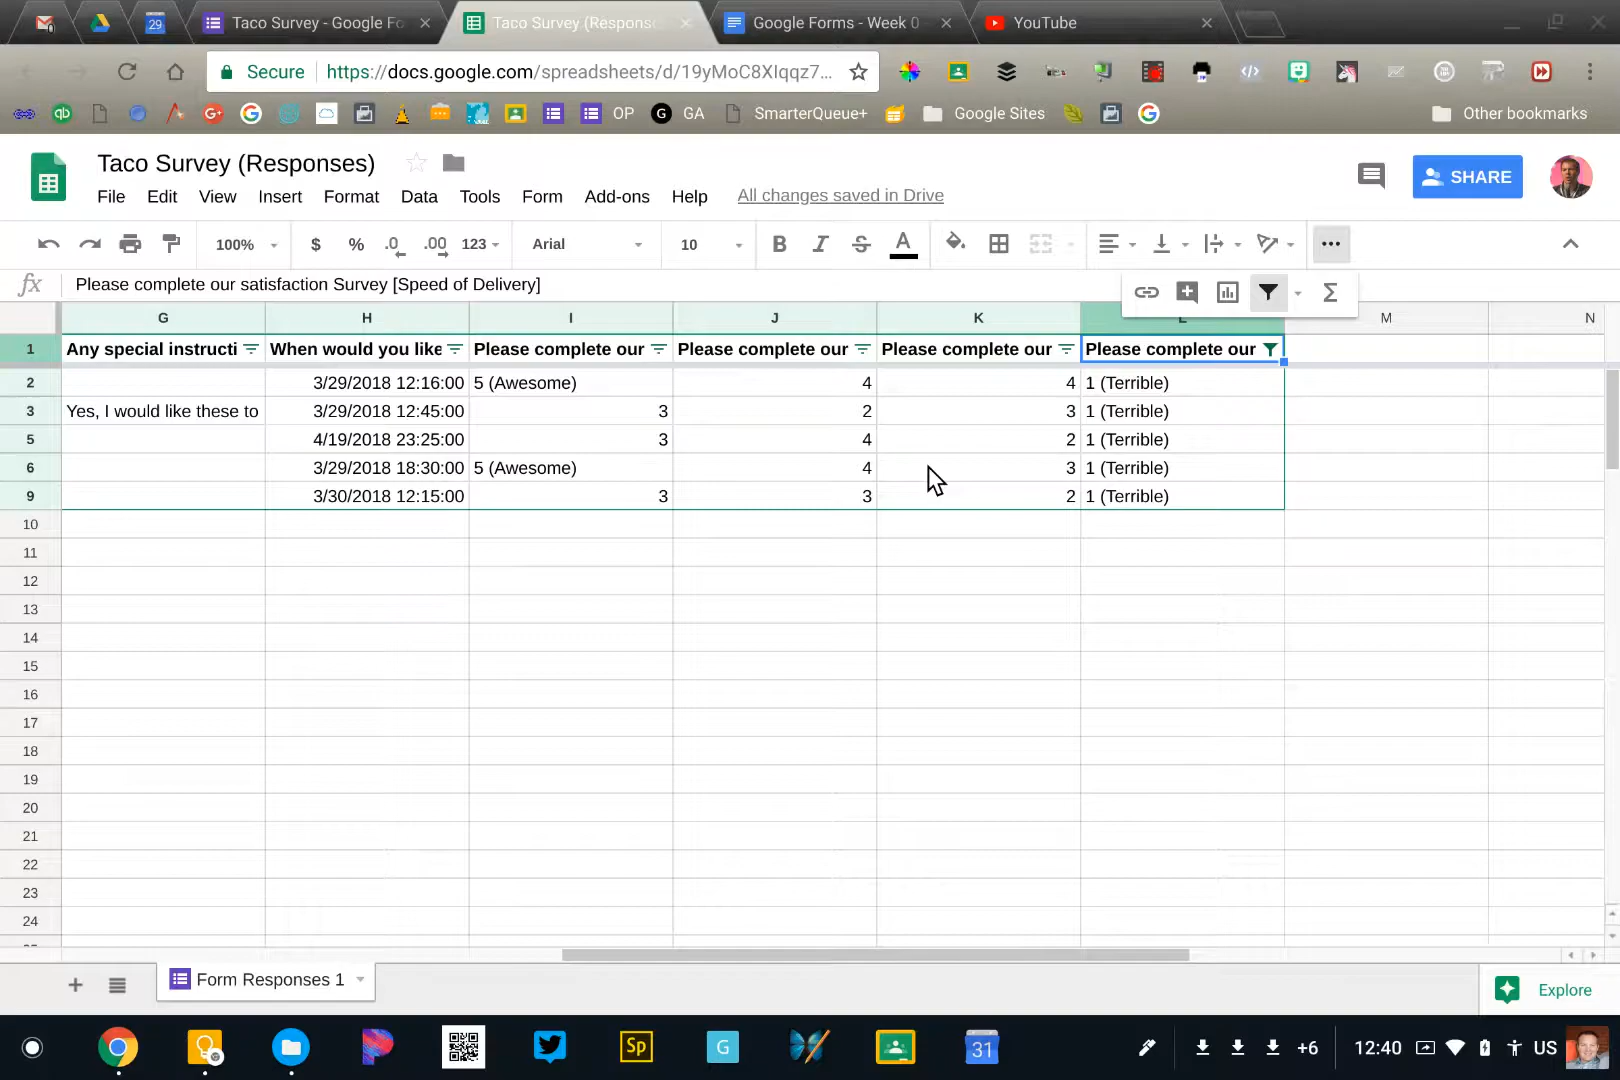 Taco Survey - Google Fo
Taco Survey (Respons
Google Forms - Week 0
YouTube
Secure
https://docs.google.com/spreadsheets/d/19yMoC8XIqqz7...
OP
GA
SmarterQueue+
Google Sites
Other bookmarks
Taco Survey (Responses)
SHARE
File Edit View Insert Format Data Tools Form Add-ons Help All changes saved in Drive
100% $ % .0 .00 123 Arial 10 B I S A
fx Please complete our satisfaction Survey [Speed of Delivery]
G H I J K L M N
1 Any special instructi When would you like Please complete our Please complete our Please complete our Please complete our
2 3/29/2018 12:16:00 5 (Awesome) 4 4 1 (Terrible)
3 Yes, I would like these to 3/29/2018 12:45:00 3 2 3 1 (Terrible)
5 4/19/2018 23:25:00 3 4 2 1 (Terrible)
6 3/29/2018 18:30:00 5 (Awesome) 4 3 1 (Terrible)
9 3/30/2018 12:15:00 3 3 2 1 (Terrible)
10
11
12
13
14
15
16
17
18
19
20
21
22
23
24
Form Responses 1
Explore
Sp G 31 +6 12:40 US